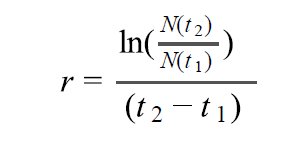 r = ln(N(t₂)/N(t₁)) / (t₂ − t₁)